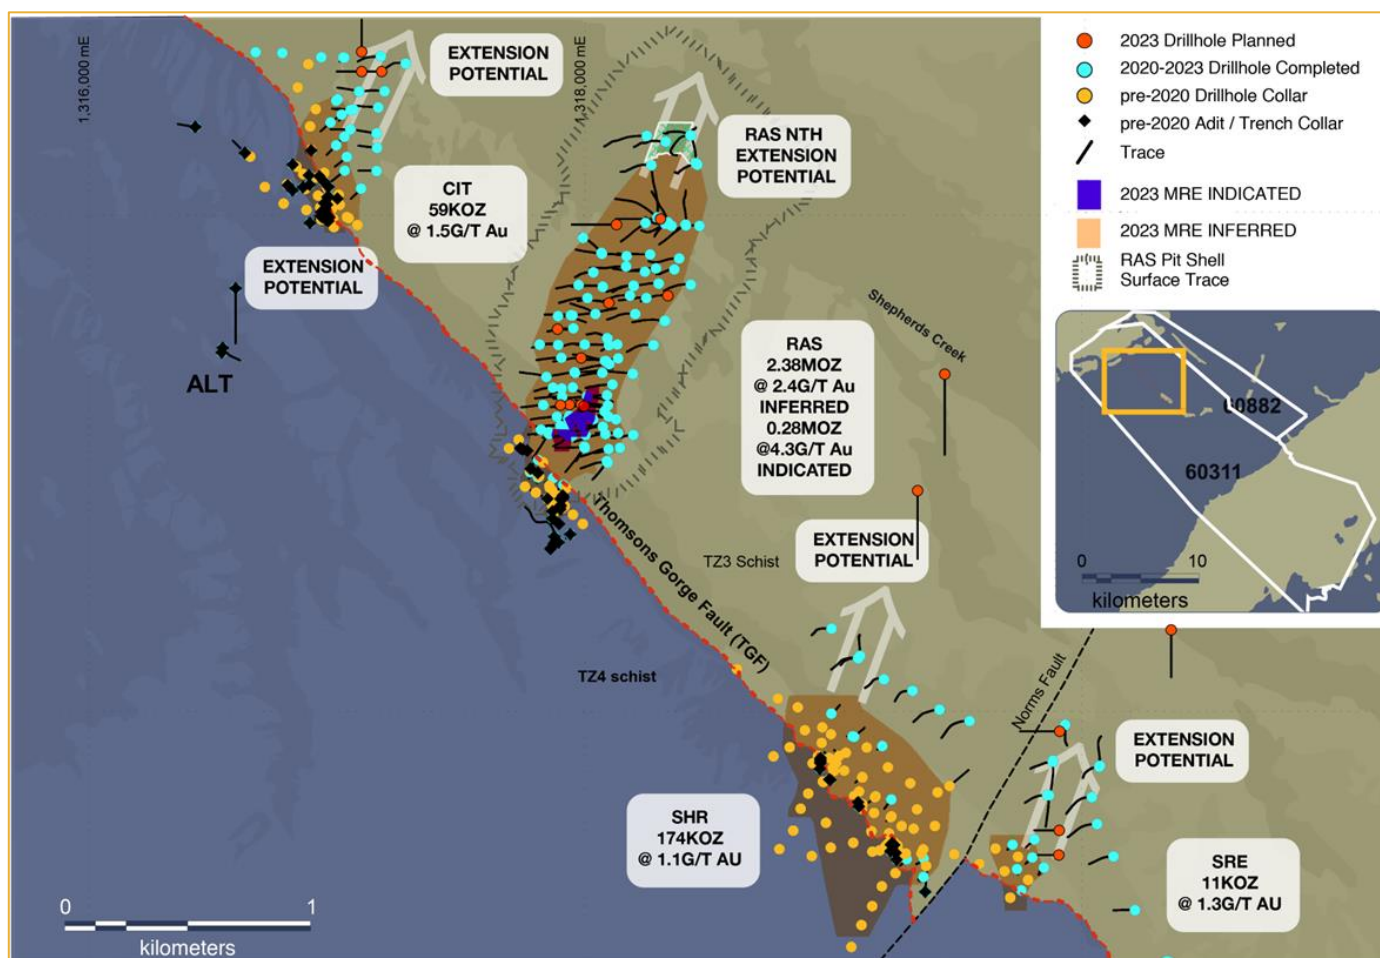 1,316,000 mE
1,318,000 mE
EXTENSION
POTENTIAL
CIT
59KOZ
@ 1.5G/T Au
EXTENSION
POTENTIAL
ALT
RAS NTH
EXTENSION
POTENTIAL
RAS
2.38MOZ
@ 2.4G/T Au
INFERRED
0.28MOZ
@4.3G/T Au
INDICATED
Shepherds Creek
EXTENSION
POTENTIAL
TZ3 Schist
Thomsons Gorge Fault (TGF)
TZ4 schist
Norms Fault
EXTENSION
POTENTIAL
SHR
174KOZ
@ 1.1G/T AU
SRE
11KOZ
@ 1.3G/T AU
0 1
kilometers
2023 Drillhole Planned
2020-2023 Drillhole Completed
pre-2020 Drillhole Collar
pre-2020 Adit / Trench Collar
Trace
2023 MRE INDICATED
2023 MRE INFERRED
RAS Pit Shell
Surface Trace
60882
60311
0 10
kilometers